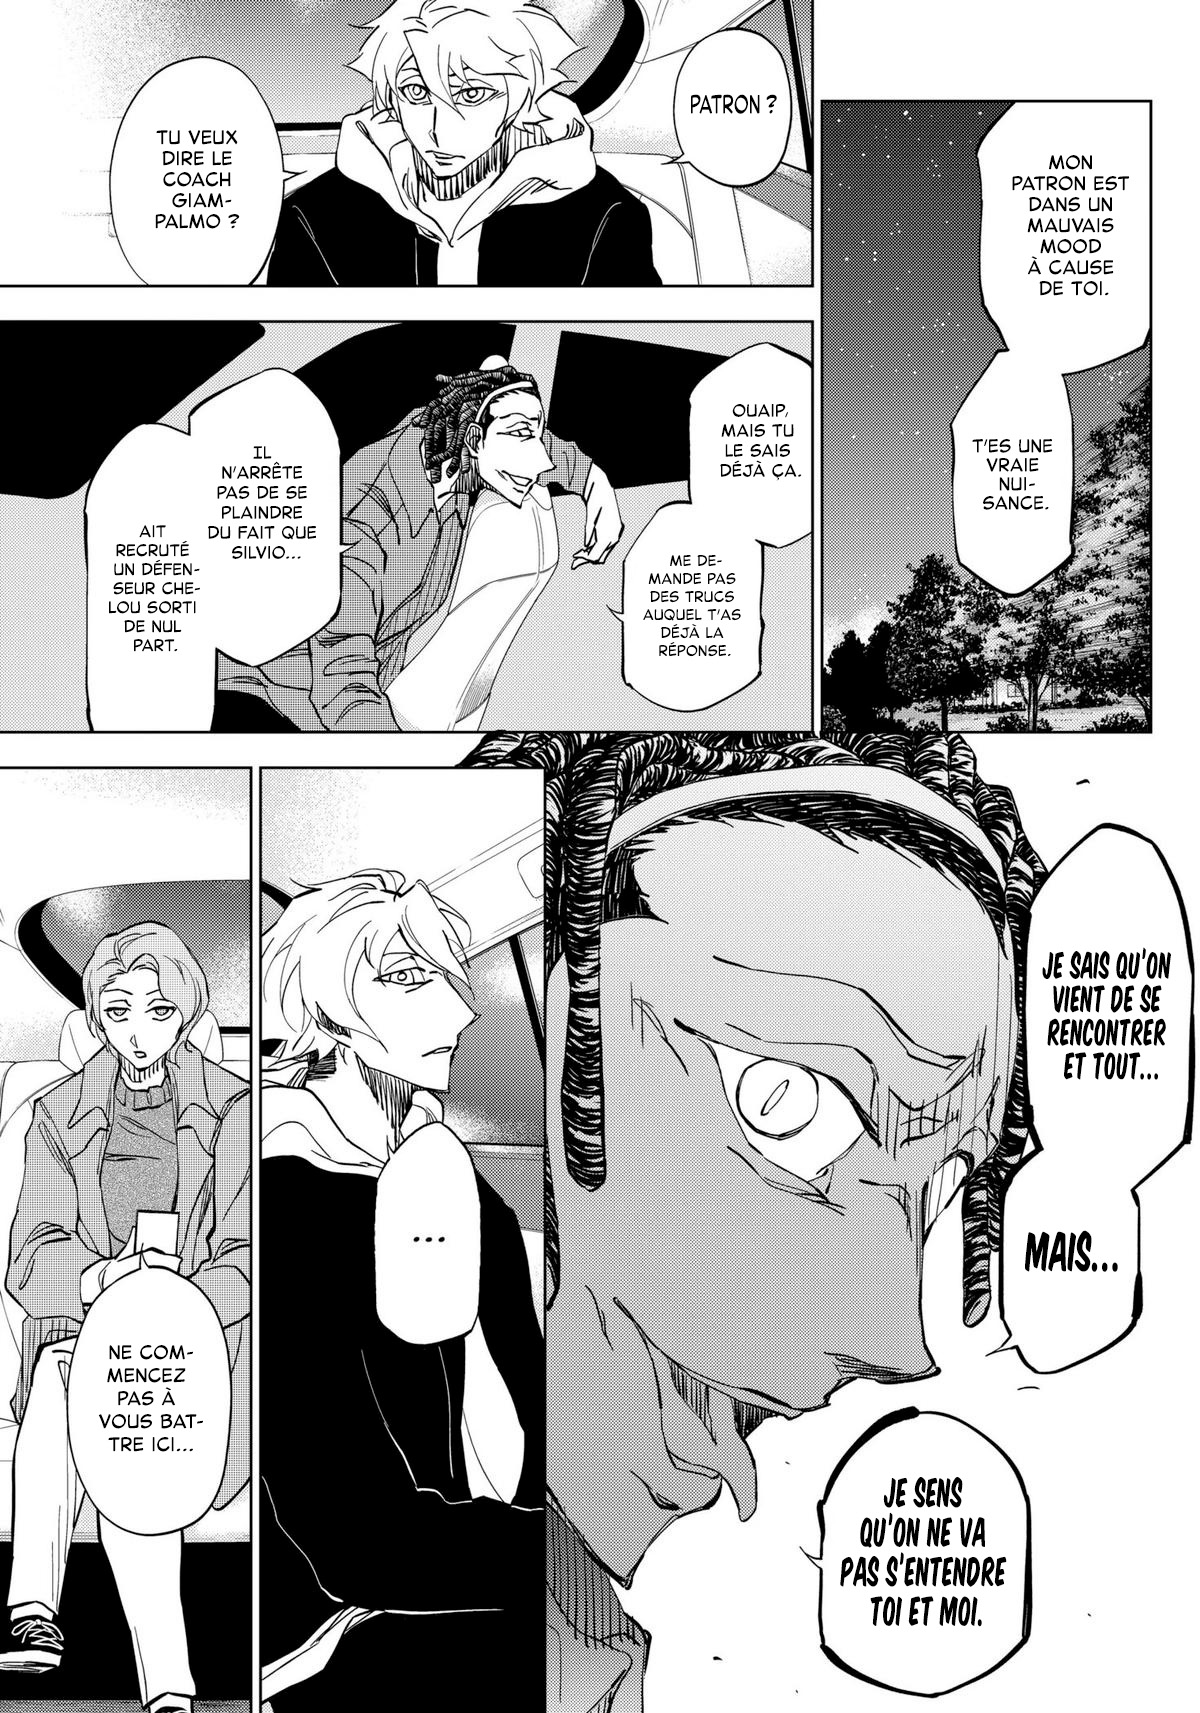 MON
PATRON EST
DANS UN
MAUVAIS
MOOD
À CAUSE
DE TOI.
T'ES UNE
VRAIE
NUI-
SANCE.
PATRON ?
TU VEUX
DIRE LE
COACH
GIAM-
PALMO ?
OUAIP,
MAIS TU
LE SAIS
DÉJÀ ÇA.
ME DE-
MANDE PAS
DES TRUCS
AUQUEL T'AS
DÉJÀ LA
RÉPONSE.
IL
N'ARRÊTE
PAS DE SE
PLAINDRE
DU FAIT QUE
SILVIO...
AIT
RECRUTÉ
UN DÉFEN-
SEUR CHE-
LOU SORTI
DE NUL
PART.
JE SAIS QU'ON
VIENT DE SE
RENCONTRER
ET TOUT...
MAIS...
JE SENS
QU'ON NE VA
PAS S'ENTENDRE
TOI ET MOI.
...
NE COM-
MENCEZ
PAS À
VOUS BAT-
TRE ICI...